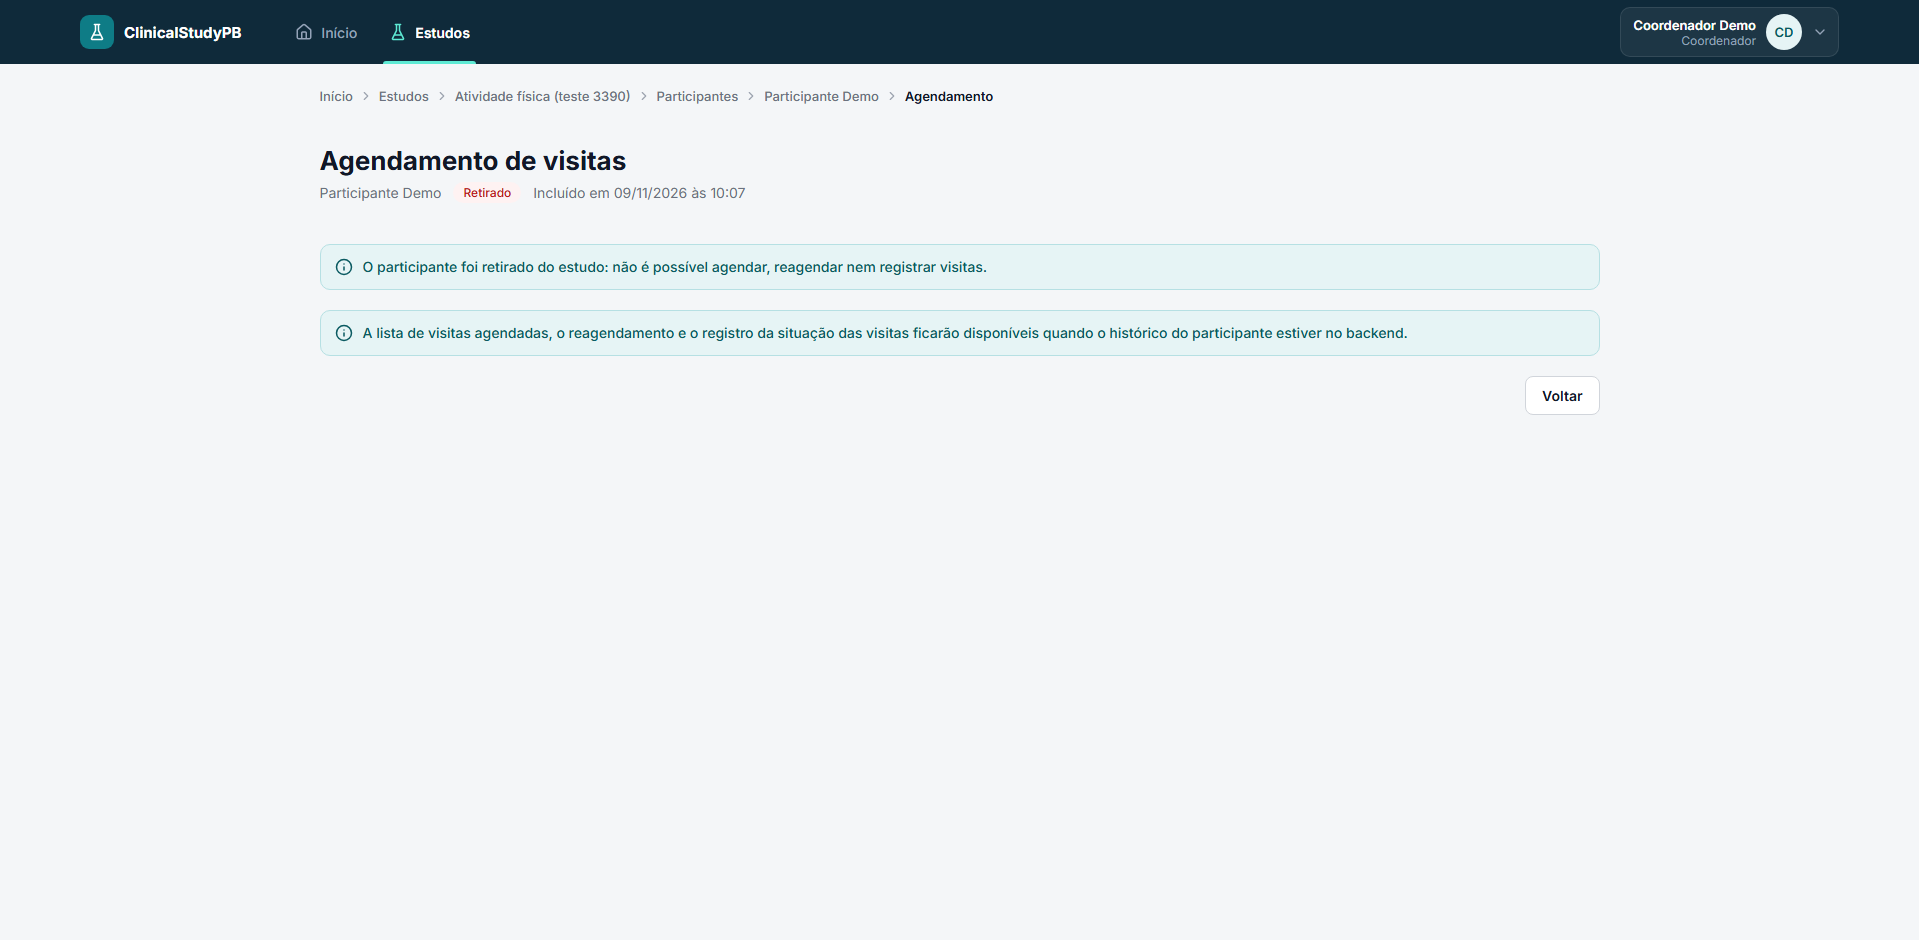 ClinicalStudyPB
Início
Estudos
Coordenador Demo
Coordenador
CD
Início > Estudos > Atividade física (teste 3390) > Participantes > Participante Demo > Agendamento
Agendamento de visitas
Participante Demo Retirado Incluído em 09/11/2026 às 10:07
O participante foi retirado do estudo: não é possível agendar, reagendar nem registrar visitas.
A lista de visitas agendadas, o reagendamento e o registro da situação das visitas ficarão disponíveis quando o histórico do participante estiver no backend.
Voltar